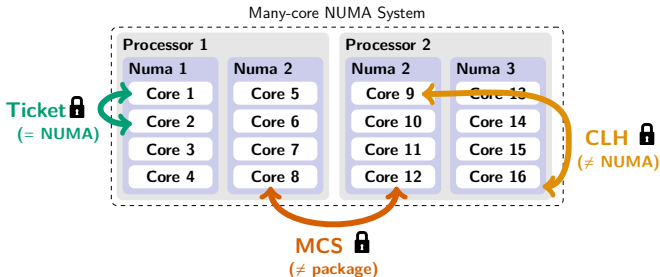 Many-core NUMA System
Processor 1
Processor 2
Numa 1
Numa 2
Numa 2
Numa 3
Core 1
Core 5
Core 9
Core 13
Core 2
Core 6
Core 10
Core 14
Core 3
Core 7
Core 11
Core 15
Core 4
Core 8
Core 12
Core 16
Ticket
(= NUMA)
CLH
(≠ NUMA)
MCS
(≠ package)